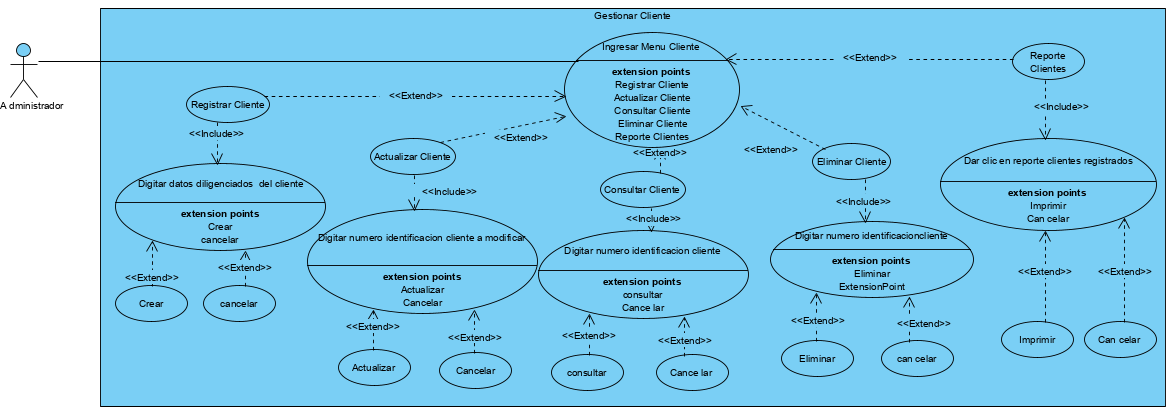 Gestionar Cliente
A dministrador
Ingresar Menu Cliente
extension points
Registrar Cliente
Actualizar Cliente
Consultar Cliente
Eliminar Cliente
Reporte Clientes
<<Extend>>
Reporte
Clientes
<<Include>>
Dar clic en reporte clientes registrados
extension points
Imprimir
Can celar
<<Extend>>
<<Extend>>
Imprimir
Can celar
<<Extend>>
Registrar Cliente
<<Include>>
Digitar datos diligenciados del cliente
extension points
Crear
cancelar
<<Extend>>
<<Extend>>
Crear
cancelar
<<Extend>>
Actualizar Cliente
<<Include>>
Digitar numero identificacion cliente a modificar
extension points
Actualizar
Cancelar
<<Extend>>
<<Extend>>
Actualizar
Cancelar
<<Extend>>
Consultar Cliente
<<Include>>
Digitar numero identificacion cliente
extension points
consultar
Cance lar
<<Extend>>
<<Extend>>
consultar
Cance lar
<<Extend>>
Eliminar Cliente
<<Include>>
Digitar numero identificacioncliente
extension points
Eliminar
ExtensionPoint
<<Extend>>
<<Extend>>
Eliminar
can celar